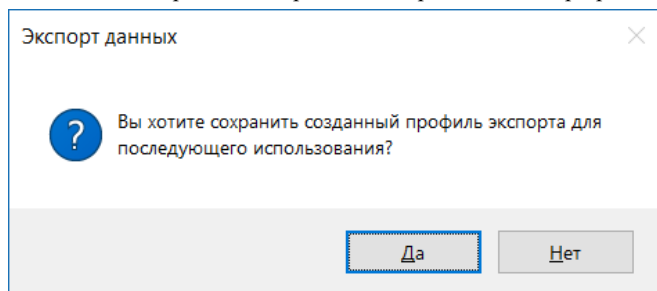 Экспорт данных
Вы хотите сохранить созданный профиль экспорта для
последующего использования?
Да
Нет